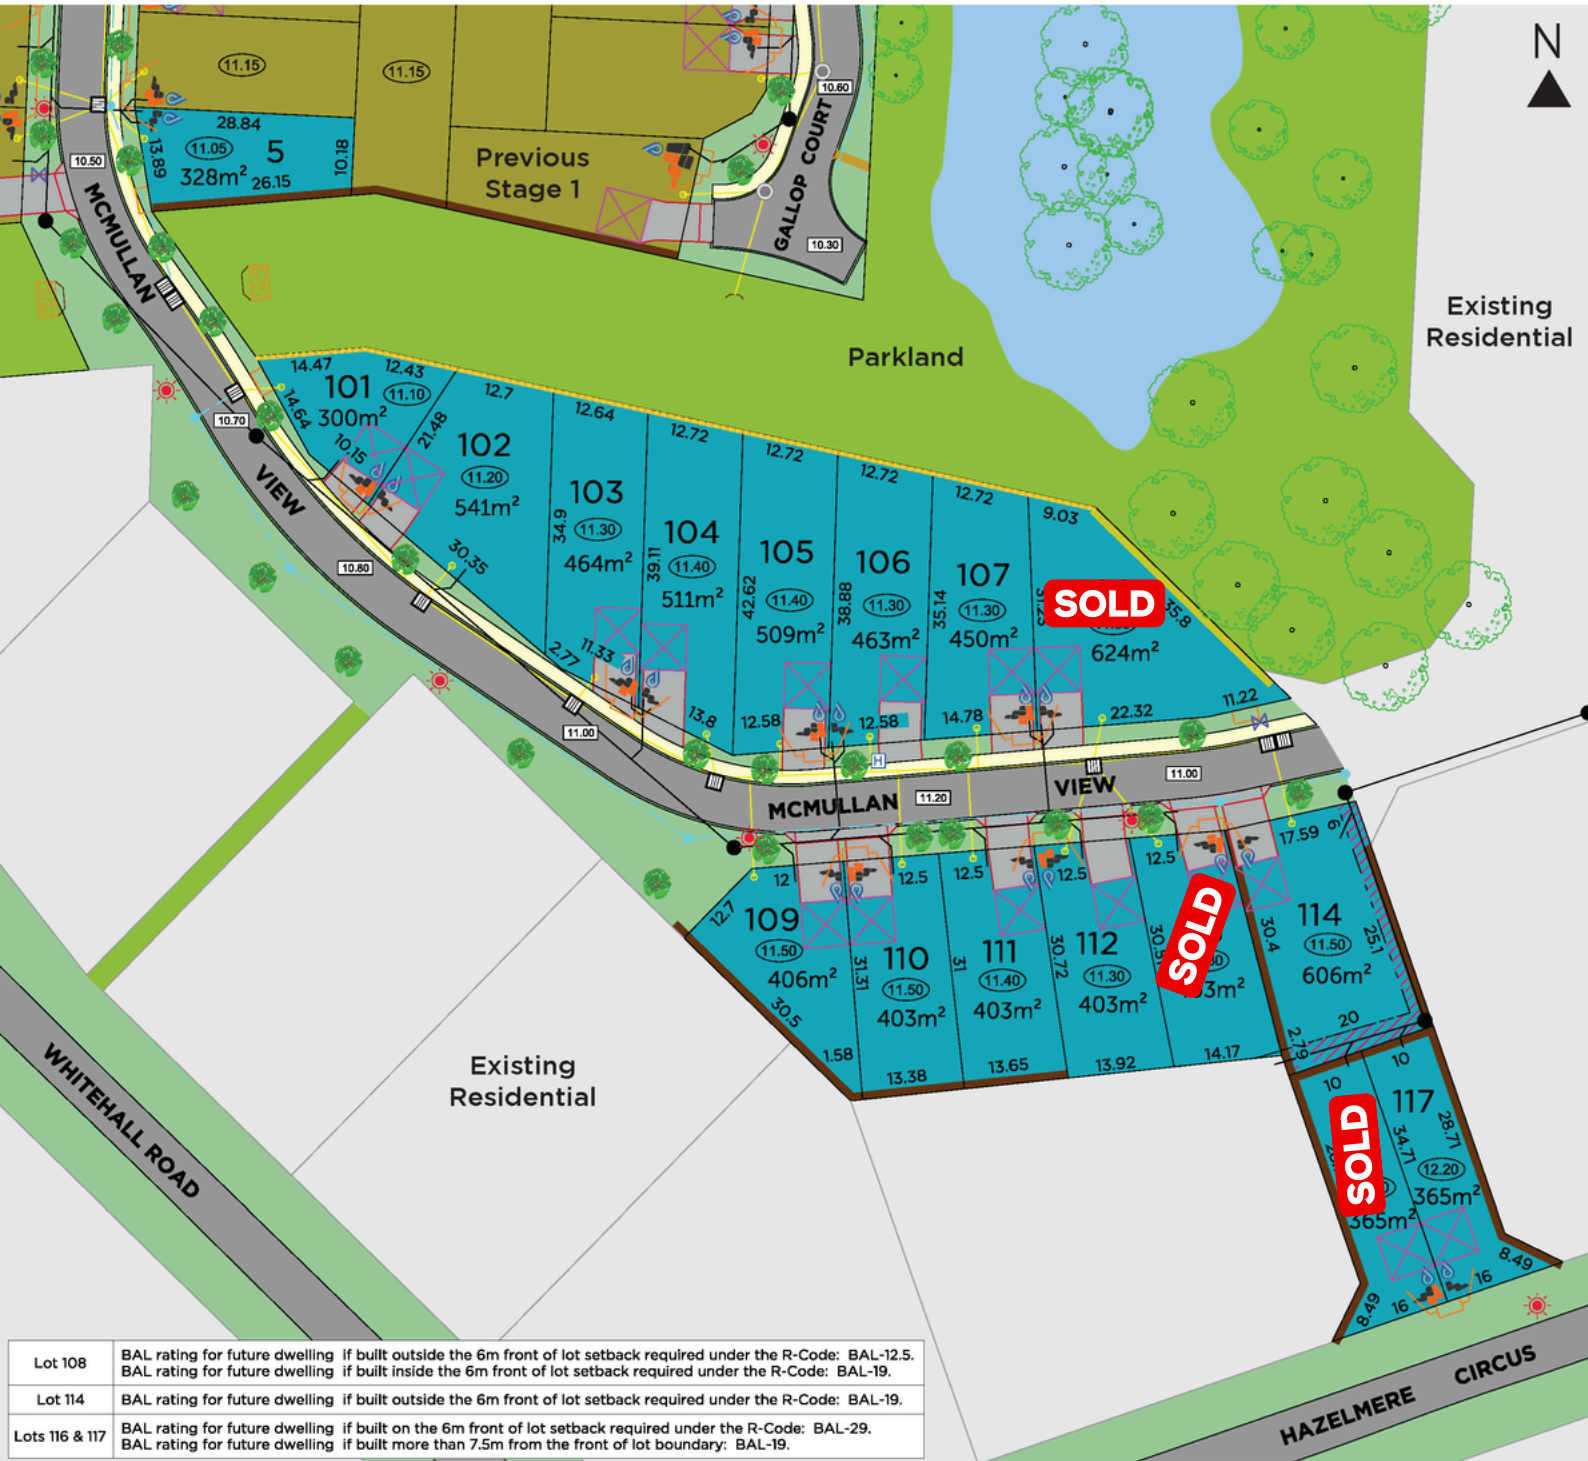 N
11.15
11.15
10.60
GALLOP COURT
10.30
28.84
11.05
5
13.89
10.18
328m²
26.15
10.50
Previous
Stage 1
MCMULLAN
VIEW
Existing
Residential
Parkland
14.47
12.43
101
11.10
300m²
14.64
10.15
21.48
10.70
12.7
102
11.20
541m²
30.35
10.80
12.64
103
11.30
464m²
34.9
2.77
11.33
12.72
104
11.40
511m²
39.11
13.8
11.00
12.72
105
11.40
509m²
42.62
12.58
12.72
106
11.30
463m²
38.88
12.58
H
12.72
107
11.30
450m²
35.14
14.78
9.03
SOLD
35.8
624m²
22.32
11.22
MCMULLAN
11.20
VIEW
11.00
12
12.7
109
11.50
406m²
30.5
1.58
31.31
12.5
110
11.50
403m²
13.38
31
12.5
111
11.40
403m²
13.65
30.72
12.5
112
11.30
403m²
13.92
12.5
SOLD
14.17
30.4
17.59
6
114
11.50
606m²
25.1
20
2.79
10
10
SOLD
365m²
34.71
117
28.71
12.20
365m²
8.49
16
16
8.49
Existing
Residential
WHITEHALL ROAD
HAZELMERE CIRCUS
Lot 108
BAL rating for future dwelling if built outside the 6m front of lot setback required under the R-Code: BAL-12.5.
BAL rating for future dwelling if built inside the 6m front of lot setback required under the R-Code: BAL-19.
Lot 114
BAL rating for future dwelling if built outside the 6m front of lot setback required under the R-Code: BAL-19.
Lots 116 & 117
BAL rating for future dwelling if built on the 6m front of lot setback required under the R-Code: BAL-29.
BAL rating for future dwelling if built more than 7.5m from the front of lot boundary: BAL-19.